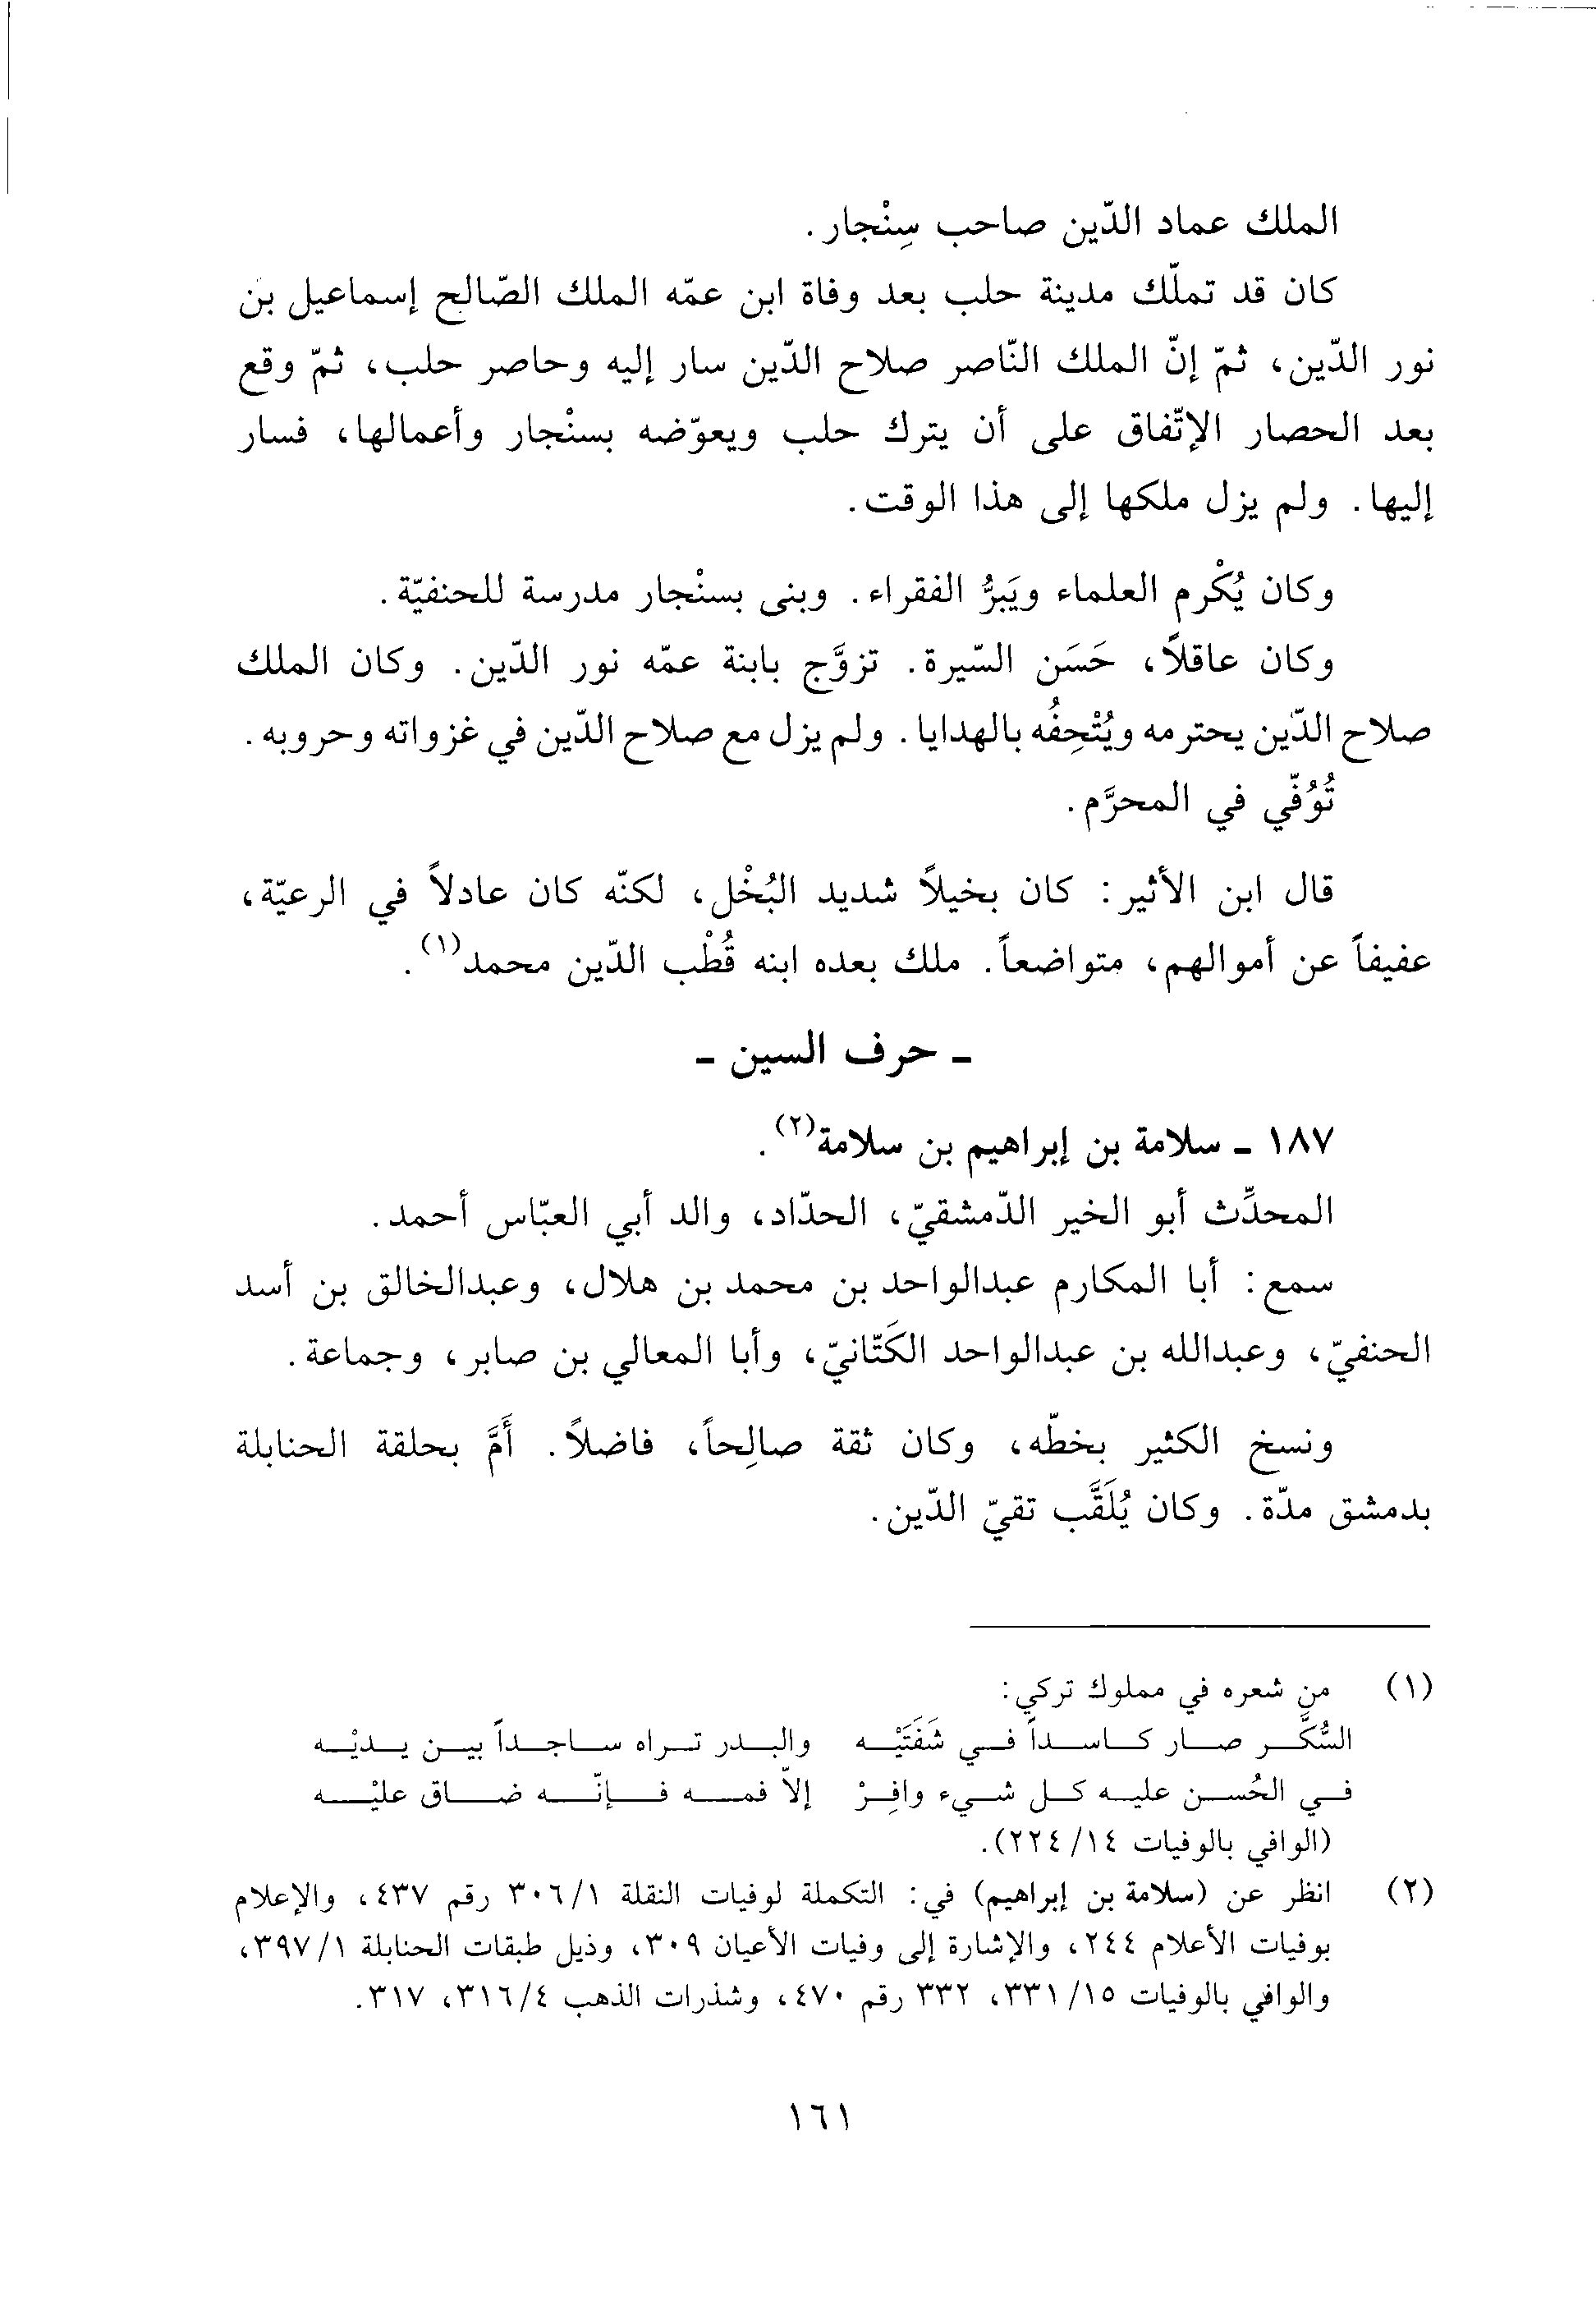 الملك عماد الدّين صاحب سِنْجار.
كان قد تملّك مدينة حلب بعد وفاة ابن عمّه الملك الصّالح إسماعيل بن
نور الدّين، ثمّ إنّ الملك النّاصر صلاح الدّين سار إليه وحاصر حلب، ثمّ وقع
بعد الحصار الإتّفاق على أن يترك حلب ويعوّضه بسنْجار وأعمالها، فسار
إليها. ولم يزل ملكها إلى هذا الوقت.
وكان يُكْرم العلماء ويَبرُّ الفقراء. وبنى بسنْجار مدرسة للحنفيّة.
وكان عاقلاً، حَسَن السّيرة. تزوَّج بابنة عمّه نور الدّين. وكان الملك
صلاح الدّين يحترمه ويُتْحِفُه بالهدايا. ولم يزل مع صلاح الدّين في غزواته وحروبه.
تُوُفّي في المحرَّم.
قال ابن الأثير: كان بخيلاً شديد البُخْل، لكنّه كان عادلاً في الرعيّة،
عفيفاً عن أموالهم، متواضعاً. ملك بعده ابنه قُطْب الدّين محمد(١).
ـ حرف السين ـ
١٨٧ ـ سلامة بن إبراهيم بن سلامة(٢).
المحدِّث أبو الخير الدّمشقيّ، الحدّاد، والد أبي العبّاس أحمد.
سمع: أبا المكارم عبدالواحد بن محمد بن هلال، وعبدالخالق بن أسد
الحنفيّ، وعبدالله بن عبدالواحد الكَتّانيّ، وأبا المعالي بن صابر، وجماعة.
ونسخ الكثير بخطّه، وكان ثقة صالِحاً، فاضلاً. أَمَّ بحلقة الحنابلة
بدمشق مدّة. وكان يُلَقَّب تقيّ الدّين.
(١) من شعره في مملوك تركي:
السُّكَّر صار كاسداً في شَفَتَيْه والبدر تراه ساجداً بين يديْه
في الحُسن عليه كل شيء وافِرْ إلاّ فمه فإنّه ضاق عليْه
(الوافي بالوفيات ١٤/ ٢٢٤).
(٢) انظر عن (سلامة بن إبراهيم) في: التكملة لوفيات النقلة ٣٠٦/١ رقم ٤٣٧، والإعلام
بوفيات الأعلام ٢٤٤، والإشارة إلى وفيات الأعيان ٣٠٩، وذيل طبقات الحنابلة ٣٩٧/١،
والوافي بالوفيات ١٥/ ٣٣١، ٣٣٢ رقم ٤٧٠، وشذرات الذهب ٣١٦/٤، ٣١٧.
١٦١